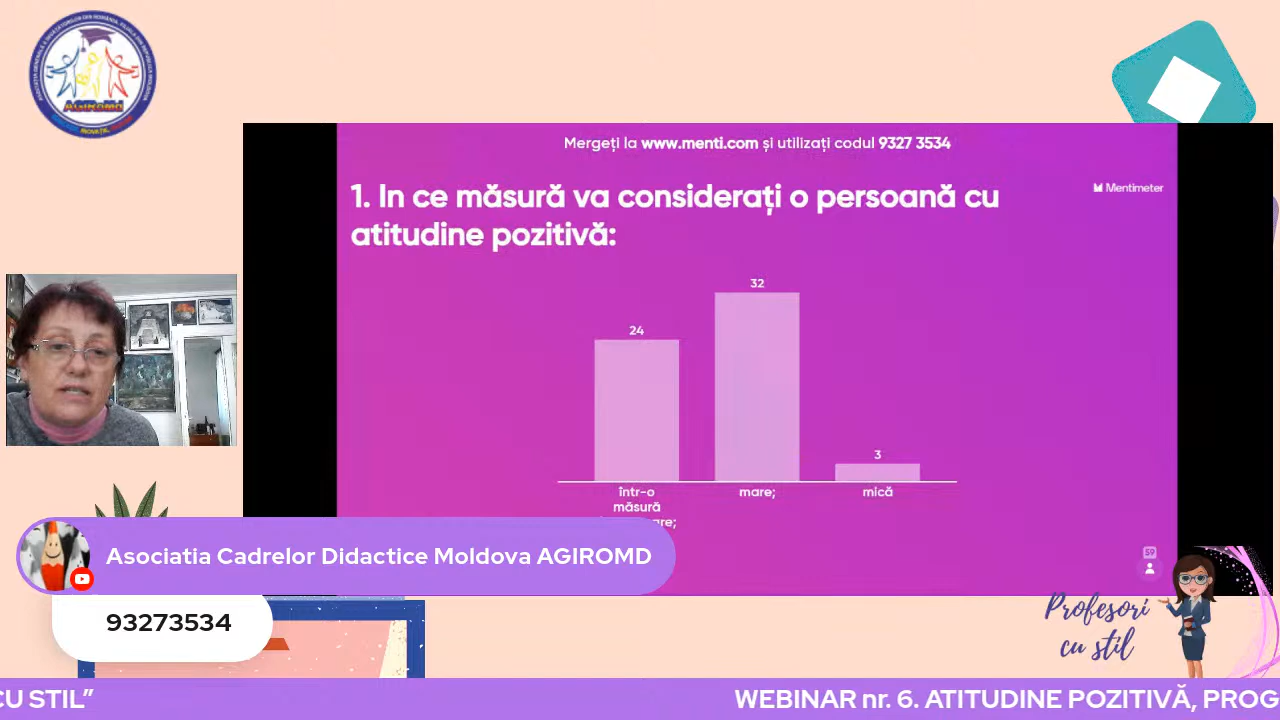 AGIRoMd
Mergeți la www.menti.com și utilizați codul 9327 3534
Mentimeter
1. In ce măsură va considerați o persoană cu
atitudine pozitivă:
24
32
3
într-o
măsură
mare;
mică
59
Asociatia Cadrelor Didactice Moldova AGIROMD
93273534
Profesori
cu stil
CU STIL”
WEBINAR nr. 6. ATITUDINE POZITIVĂ, PROG